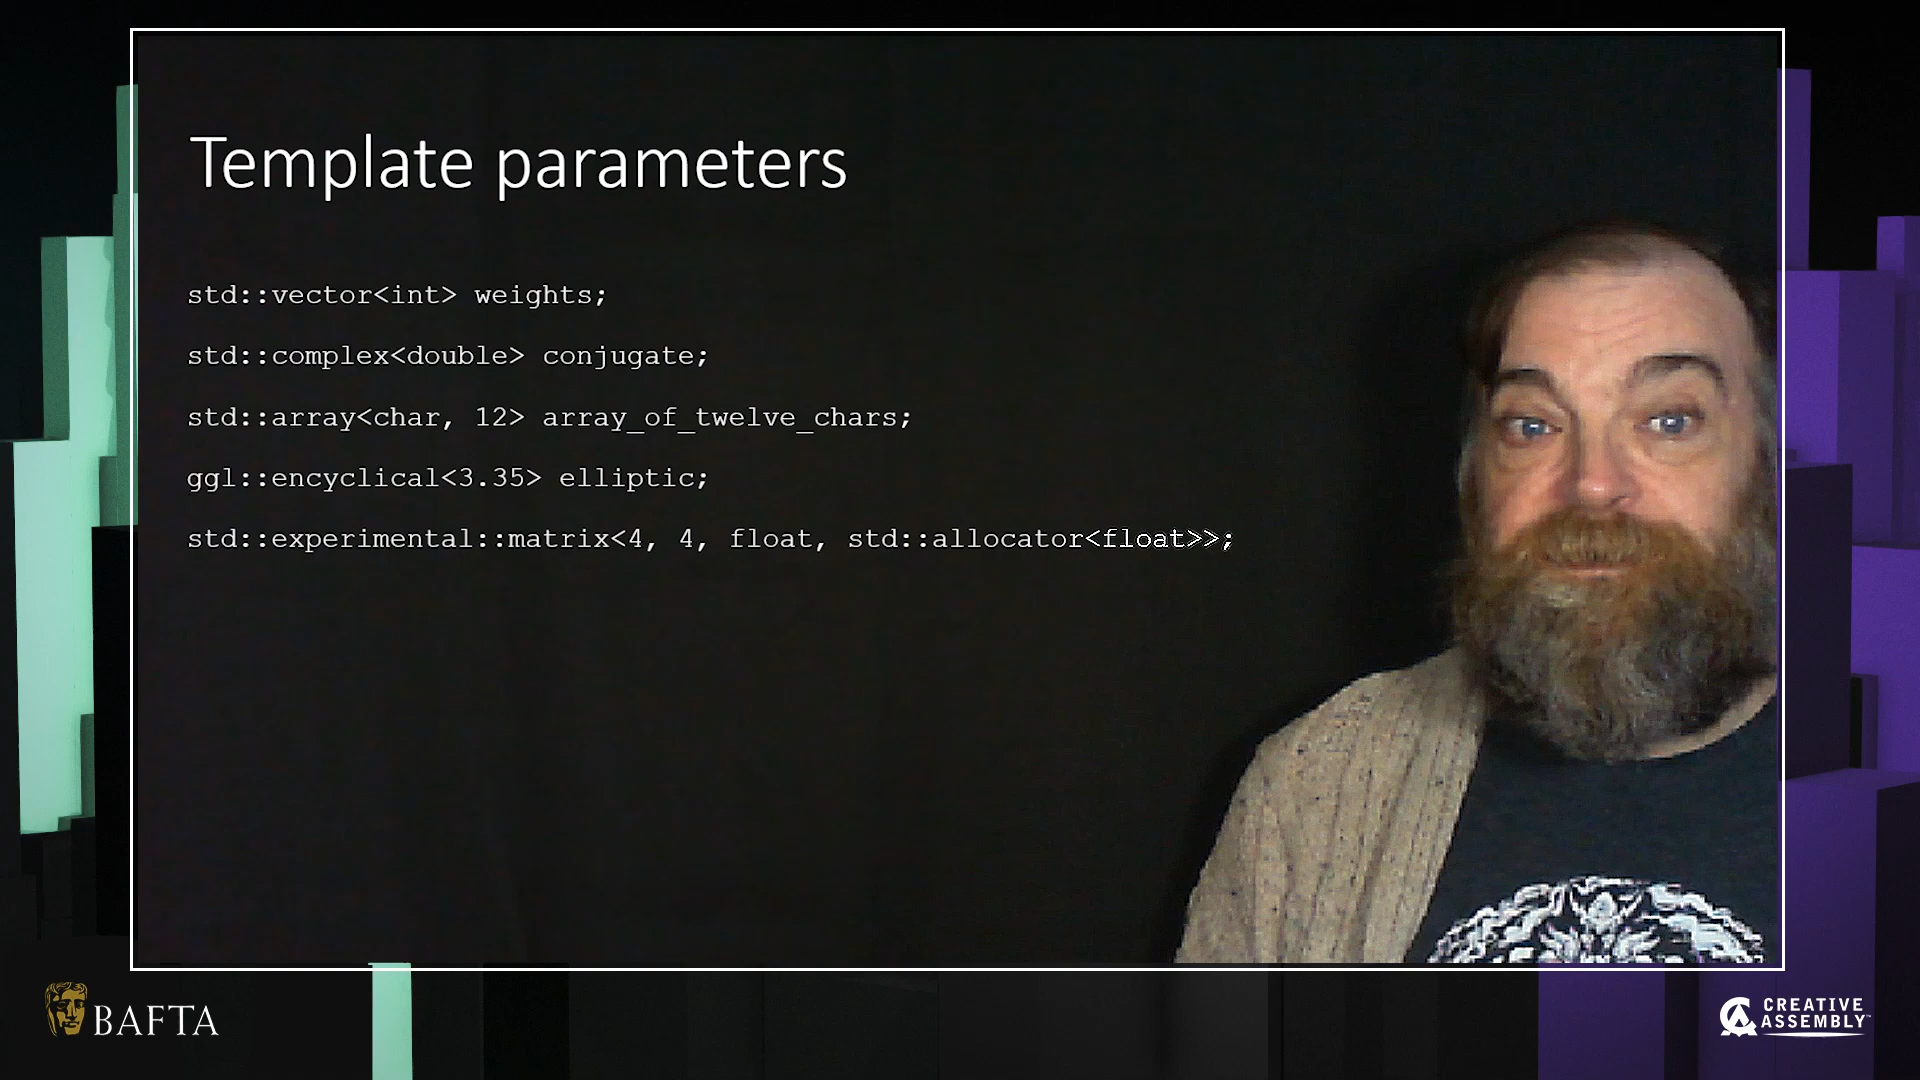 Template parameters
std::vector<int> weights;
std::complex<double> conjugate;
std::array<char, 12> array_of_twelve_chars;
ggl::encyclical<3.35> elliptic;
std::experimental::matrix<4, 4, float, std::allocator<float>>;
BAFTA
CREATIVE
ASSEMBLY™